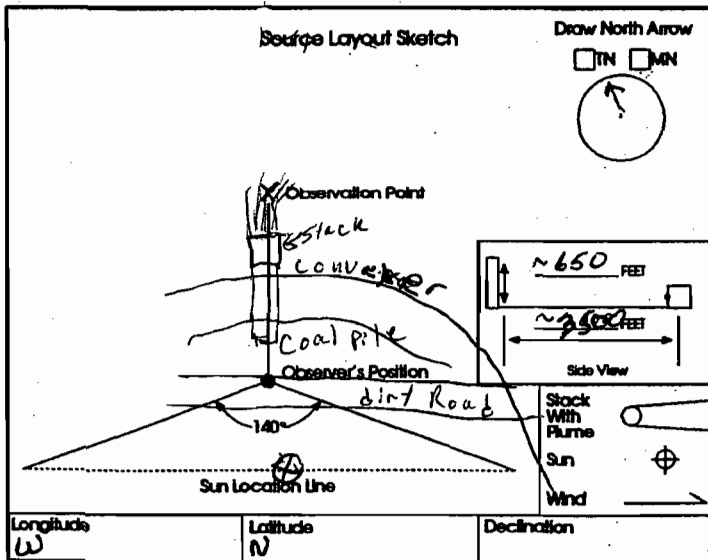 Source Layout Sketch
Draw North Arrow
TN MN
Observation Point
Stack
Conveyer
~650 FEET
FEET
Coal Pile
Side View
Observer's Position
dirt Road
140°
Stack
With
Plume
Sun
Sun Location Line
Wind
Longitude
W
Latitude
N
Declination